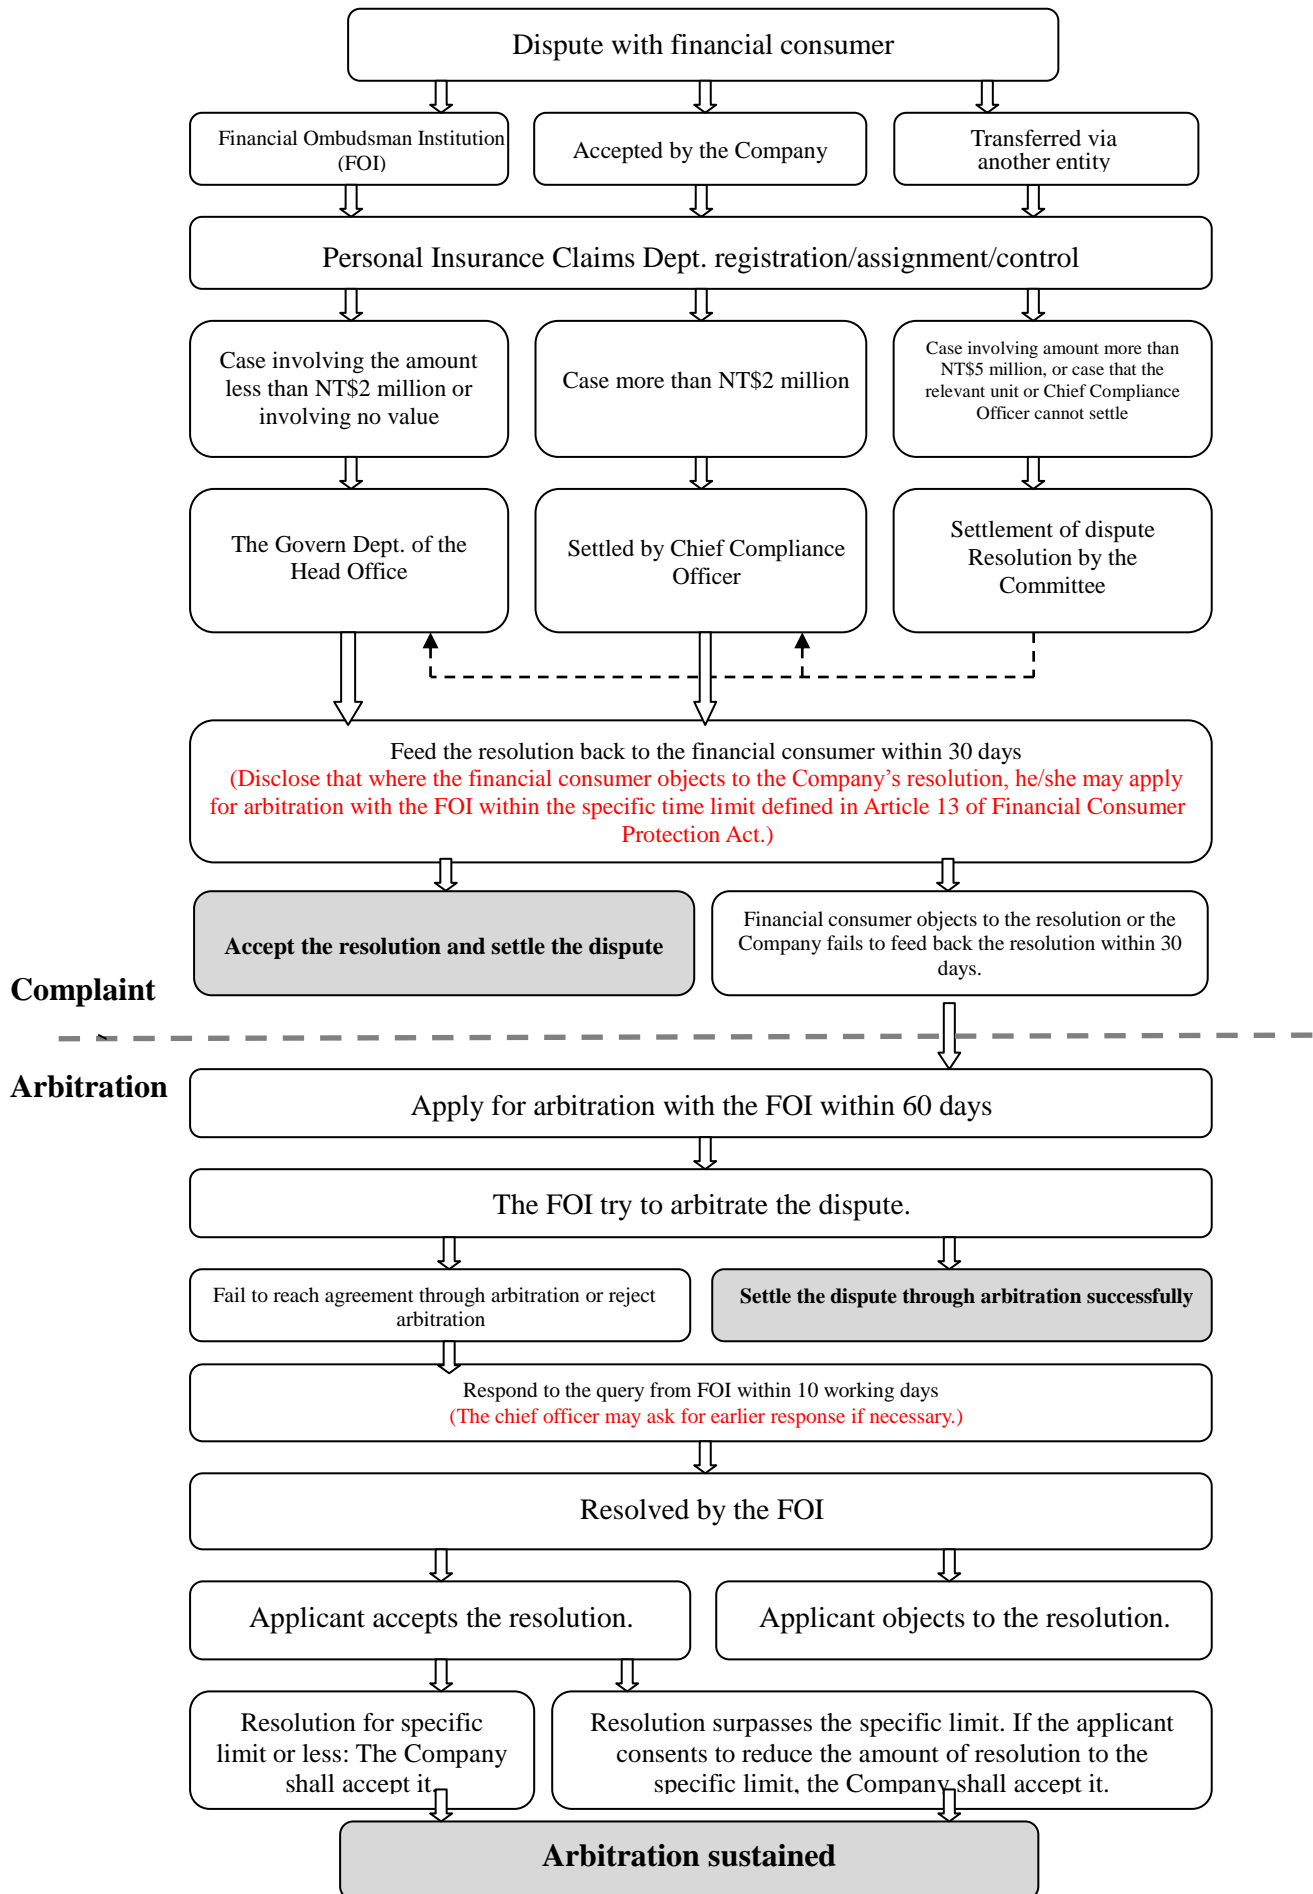 Dispute with financial consumer
Financial Ombudsman Institution
(FOI)
Accepted by the Company
Transferred via
another entity
Personal Insurance Claims Dept. registration/assignment/control
Case involving the amount
less than NT$2 million or
involving no value
Case more than NT$2 million
Case involving amount more than
NT$5 million, or case that the
relevant unit or Chief Compliance
Officer cannot settle
The Govern Dept. of the
Head Office
Settled by Chief Compliance
Officer
Settlement of dispute
Resolution by the
Committee
Feed the resolution back to the financial consumer within 30 days
(Disclose that where the financial consumer objects to the Company’s resolution, he/she may apply
for arbitration with the FOI within the specific time limit defined in Article 13 of Financial Consumer
Protection Act.)
Accept the resolution and settle the dispute
Financial consumer objects to the resolution or the
Company fails to feed back the resolution within 30
days.
Complaint
Arbitration
Apply for arbitration with the FOI within 60 days
The FOI try to arbitrate the dispute.
Fail to reach agreement through arbitration or reject
arbitration
Settle the dispute through arbitration successfully
Respond to the query from FOI within 10 working days
(The chief officer may ask for earlier response if necessary.)
Resolved by the FOI
Applicant accepts the resolution.
Applicant objects to the resolution.
Resolution for specific
limit or less: The Company
shall accept it.
Resolution surpasses the specific limit. If the applicant
consents to reduce the amount of resolution to the
specific limit, the Company shall accept it.
Arbitration sustained